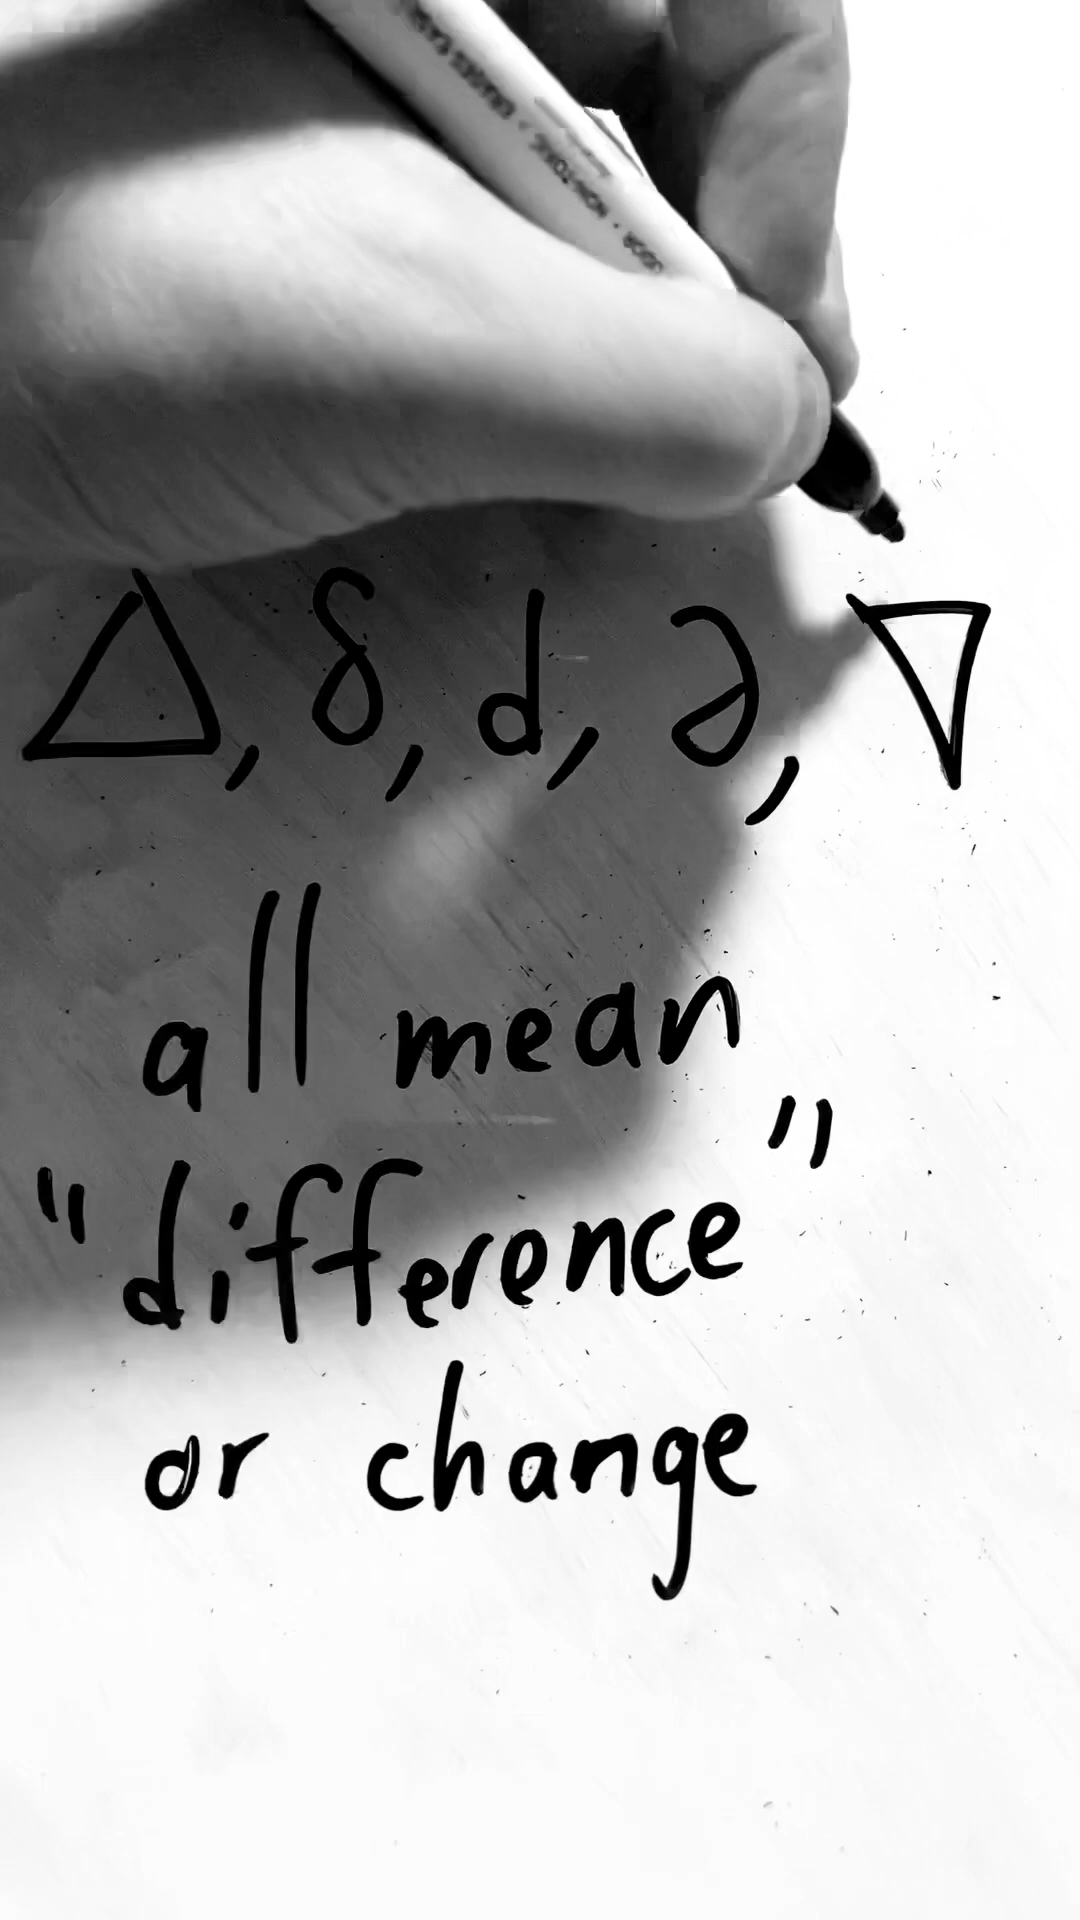 Δ, δ, d, ∂, ∇
all mean
"difference"
or change